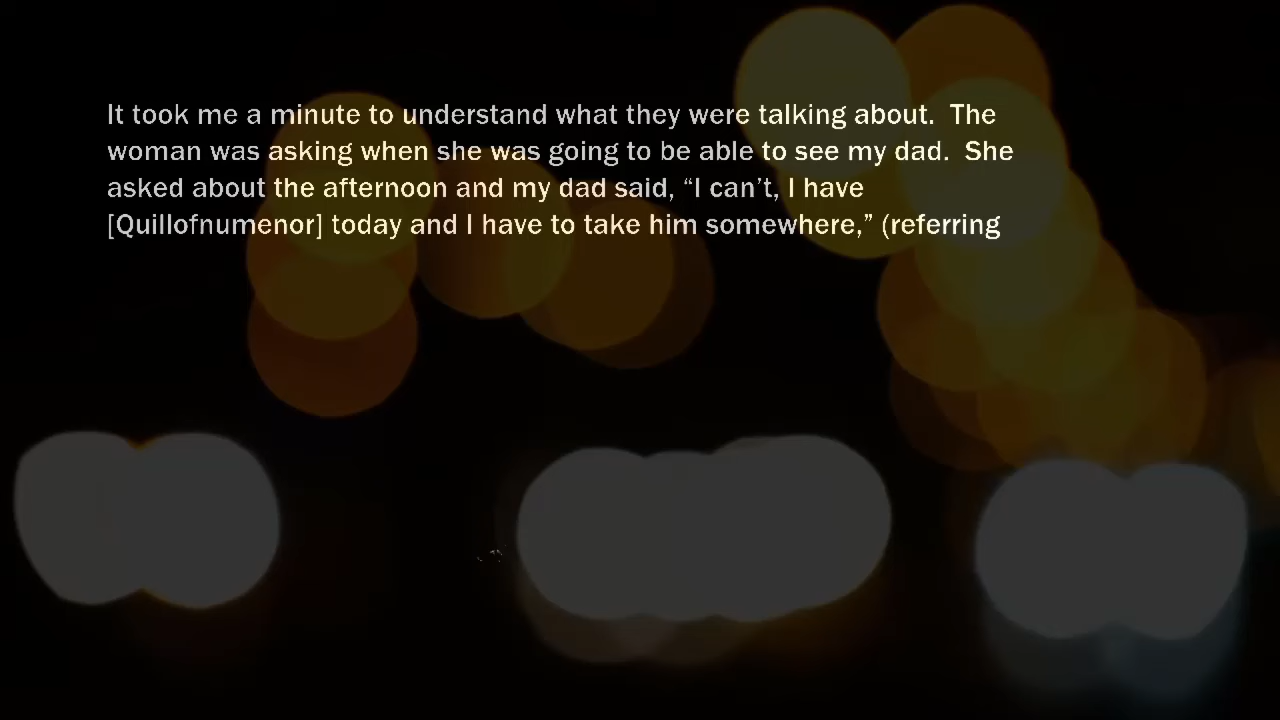 It took me a minute to understand what they were talking about.  The
woman was asking when she was going to be able to see my dad.  She
asked about the afternoon and my dad said, “I can’t, I have
[Quillofnumenor] today and I have to take him somewhere,” (referring